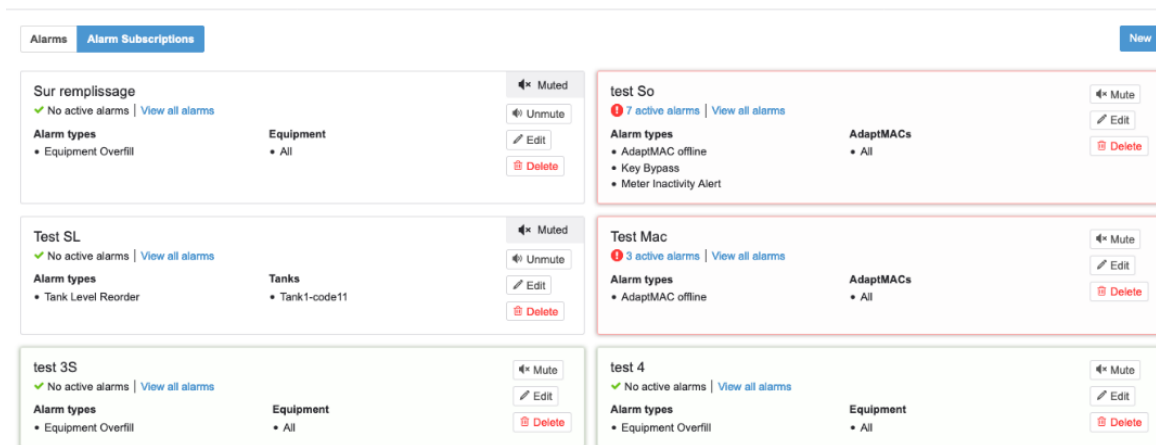 Alarms Alarm Subscriptions New
Sur remplissage Muted
No active alarms | View all alarms Unmute
Alarm types Equipment Edit
• Equipment Overfill • All Delete
test So Mute
7 active alarms | View all alarms Edit
Alarm types AdaptMACs Delete
• AdaptMAC offline • All
• Key Bypass
• Meter Inactivity Alert
Test SL Muted
No active alarms | View all alarms Unmute
Alarm types Tanks Edit
• Tank Level Reorder • Tank1-code11 Delete
Test Mac Mute
3 active alarms | View all alarms Edit
Alarm types AdaptMACs Delete
• AdaptMAC offline • All
test 3S Mute
No active alarms | View all alarms Edit
Alarm types Equipment Delete
• Equipment Overfill • All
test 4 Mute
No active alarms | View all alarms Edit
Alarm types Equipment Delete
• Equipment Overfill • All